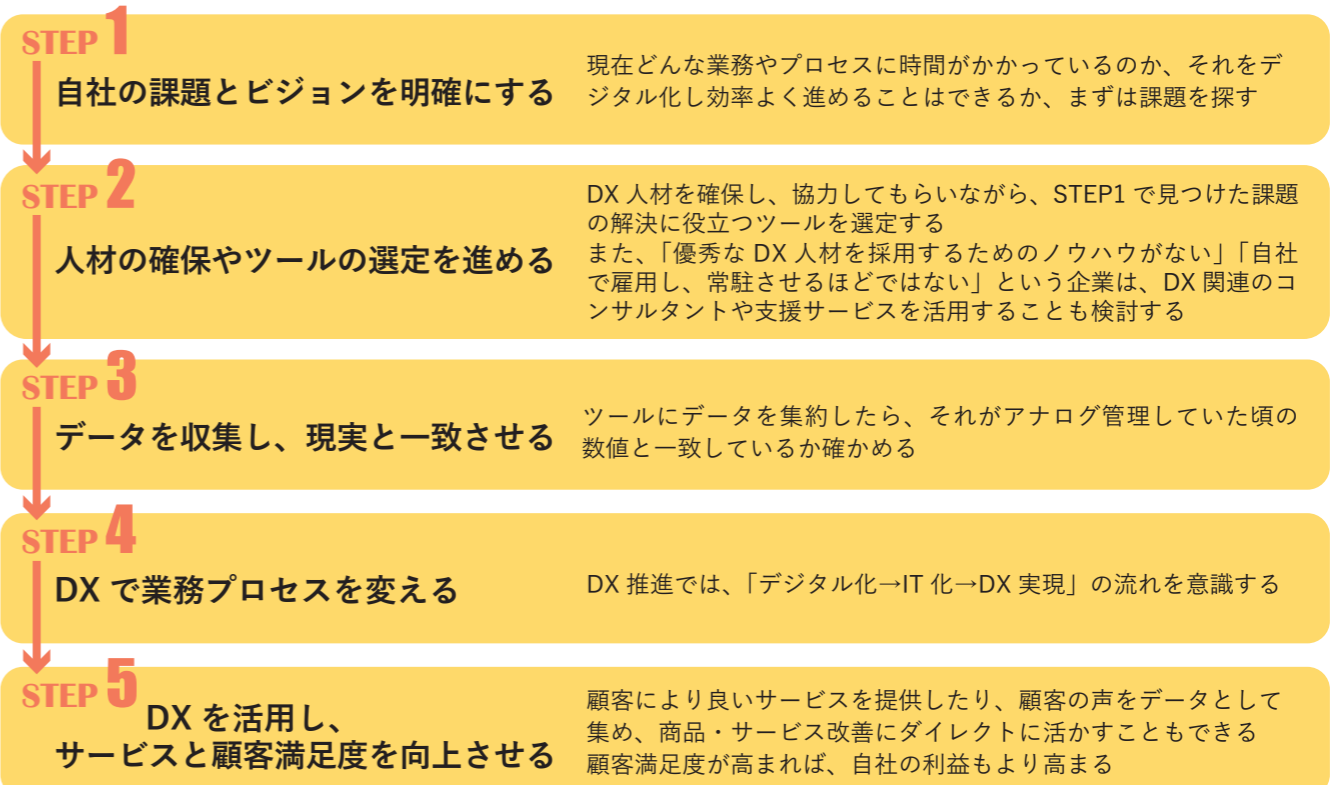 STEP 1
自社の課題とビジョンを明確にする
現在どんな業務やプロセスに時間がかかっているのか、それをデ
ジタル化し効率よく進めることはできるか、まずは課題を探す
STEP 2
人材の確保やツールの選定を進める
DX 人材を確保し、協力してもらいながら、STEP1 で見つけた課題
の解決に役立つツールを選定する
また、「優秀な DX 人材を採用するためのノウハウがない」「自社
で雇用し、常駐させるほどではない」という企業は、DX 関連のコ
ンサルタントや支援サービスを活用することも検討する
STEP 3
データを収集し、現実と一致させる
ツールにデータを集約したら、それがアナログ管理していた頃の
数値と一致しているか確かめる
STEP 4
DX で業務プロセスを変える
DX 推進では、「デジタル化→IT 化→DX 実現」の流れを意識する
STEP 5
DX を活用し、
サービスと顧客満足度を向上させる
顧客により良いサービスを提供したり、顧客の声をデータとして
集め、商品・サービス改善にダイレクトに活かすこともできる
顧客満足度が高まれば、自社の利益もより高まる